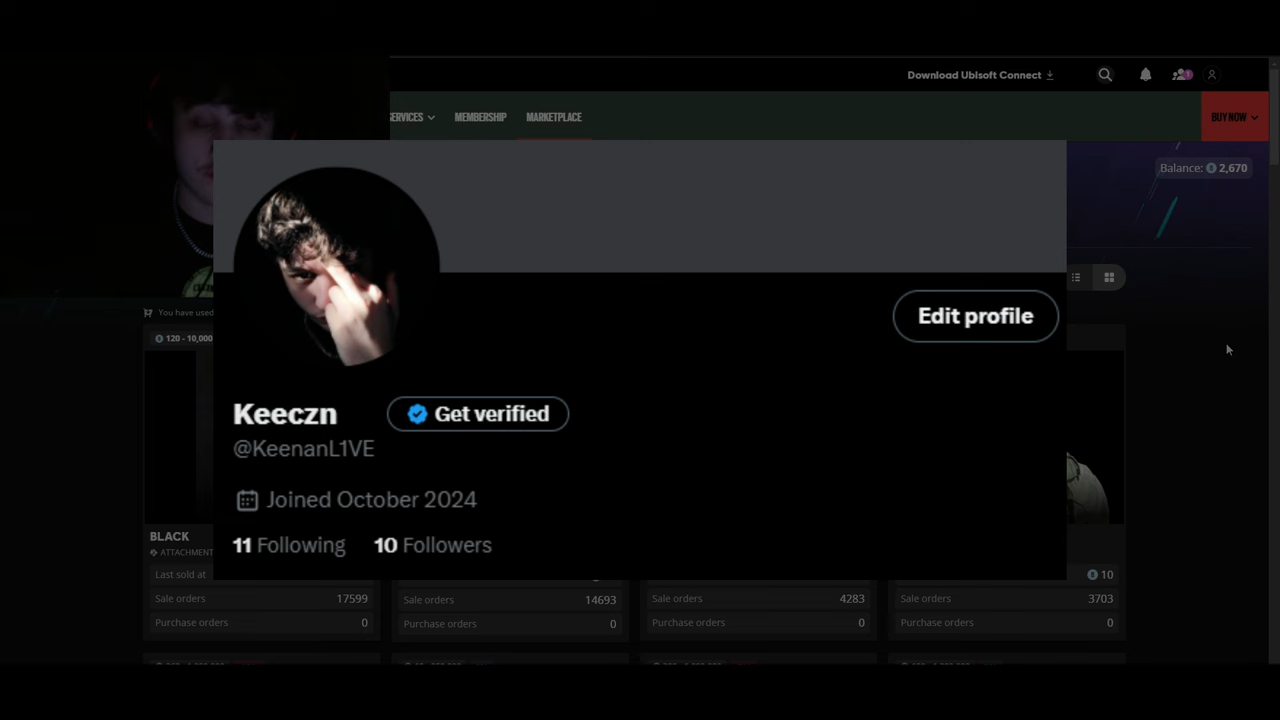 Download Ubisoft Connect
1
SERVICES
MEMBERSHIP
MARKETPLACE
BUY NOW
Balance: 2,670
Edit profile
You have used
120 - 10,000
Keeczn
Get verified
@KeenanL1VE
Joined October 2024
11 Following 10 Followers
BLACK
ATTACHMENT
Last sold at
10
Sale orders 17599
Sale orders 14693
Sale orders 4283
Sale orders 3703
Purchase orders 0
Purchase orders 0
Purchase orders 0
Purchase orders 0